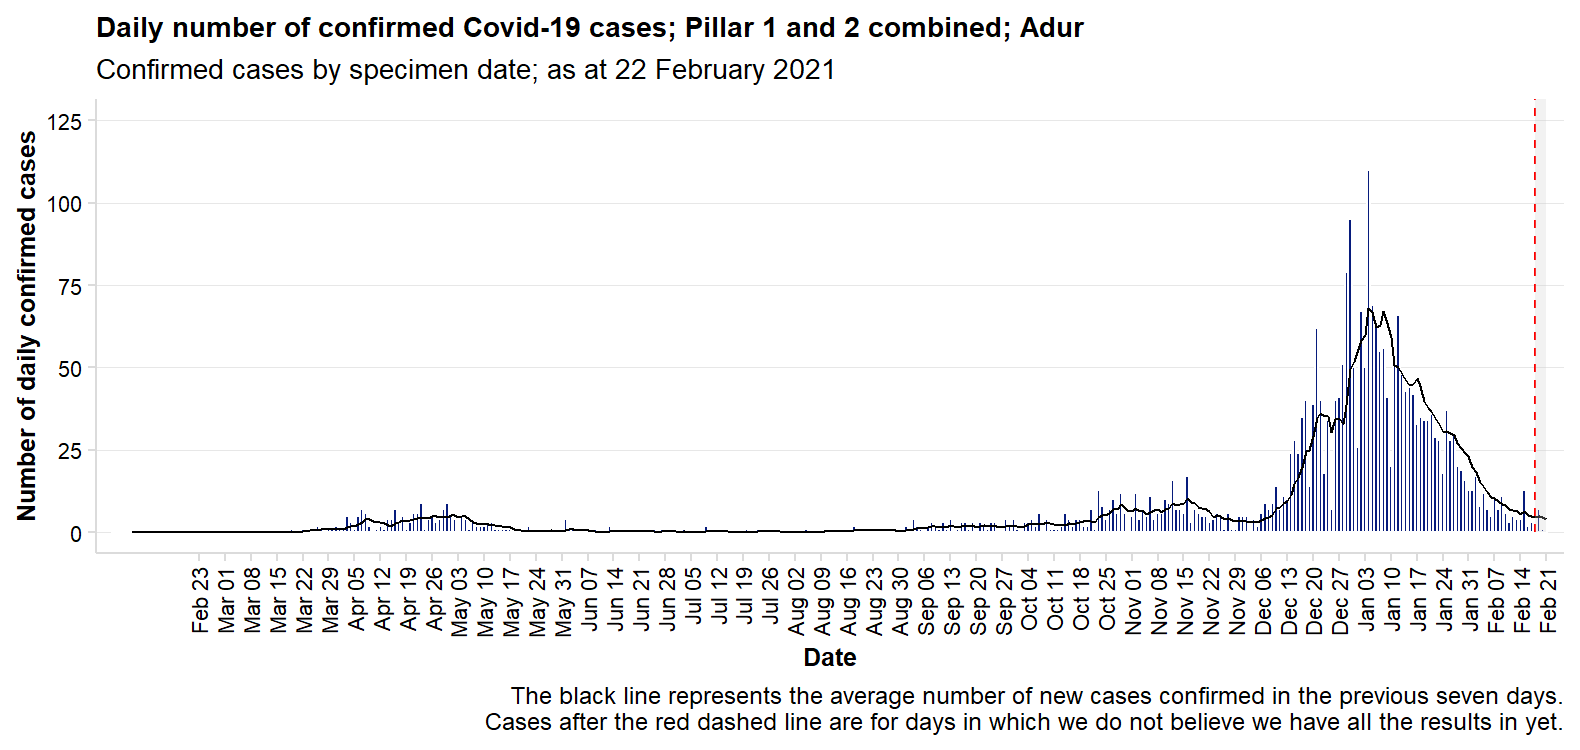 Daily number of confirmed Covid-19 cases; Pillar 1 and 2 combined; Adur
Confirmed cases by specimen date; as at 22 February 2021
Number of daily confirmed cases
125
100
75
50
25
0
Feb 23
Mar 01
Mar 08
Mar 15
Mar 22
Mar 29
Apr 05
Apr 12
Apr 19
Apr 26
May 03
May 10
May 17
May 24
May 31
Jun 07
Jun 14
Jun 21
Jun 28
Jul 05
Jul 12
Jul 19
Jul 26
Aug 02
Aug 09
Aug 16
Aug 23
Aug 30
Sep 06
Sep 13
Sep 20
Sep 27
Oct 04
Oct 11
Oct 18
Oct 25
Nov 01
Nov 08
Nov 15
Nov 22
Nov 29
Dec 06
Dec 13
Dec 20
Dec 27
Jan 03
Jan 10
Jan 17
Jan 24
Jan 31
Feb 07
Feb 14
Feb 21
Date
The black line represents the average number of new cases confirmed in the previous seven days.
Cases after the red dashed line are for days in which we do not believe we have all the results in yet.